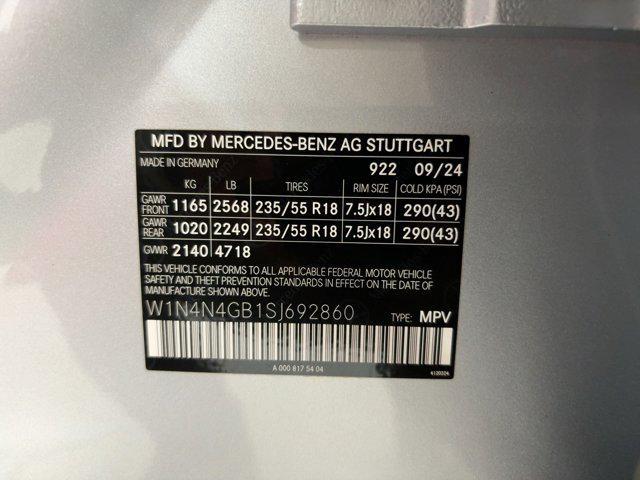 MFD BY MERCEDES-BENZ AG STUTTGART
MADE IN GERMANY 922 09/24
KG LB TIRES RIM SIZE COLD KPA (PSI)
GAWR FRONT 1165 2568 235/55 R18 7.5Jx18 290(43)
GAWR REAR 1020 2249 235/55 R18 7.5Jx18 290(43)
GVWR 2140 4718
THIS VEHICLE CONFORMS TO ALL APPLICABLE FEDERAL MOTOR VEHICLE
SAFETY AND THEFT PREVENTION STANDARDS IN EFFECT ON THE DATE
OF MANUFACTURE SHOWN ABOVE.
W1N4N4GB1SJ692860 TYPE: MPV
A 000 817 54 04